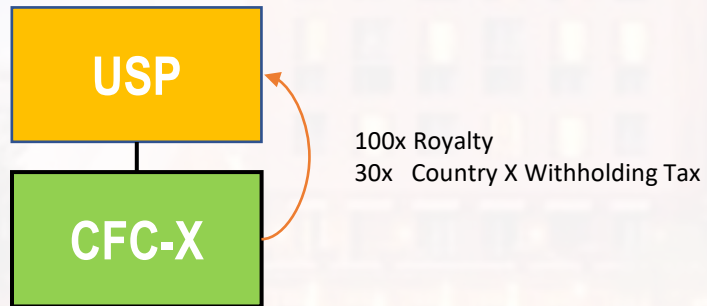 USP
100x Royalty
30x Country X Withholding Tax
CFC-X